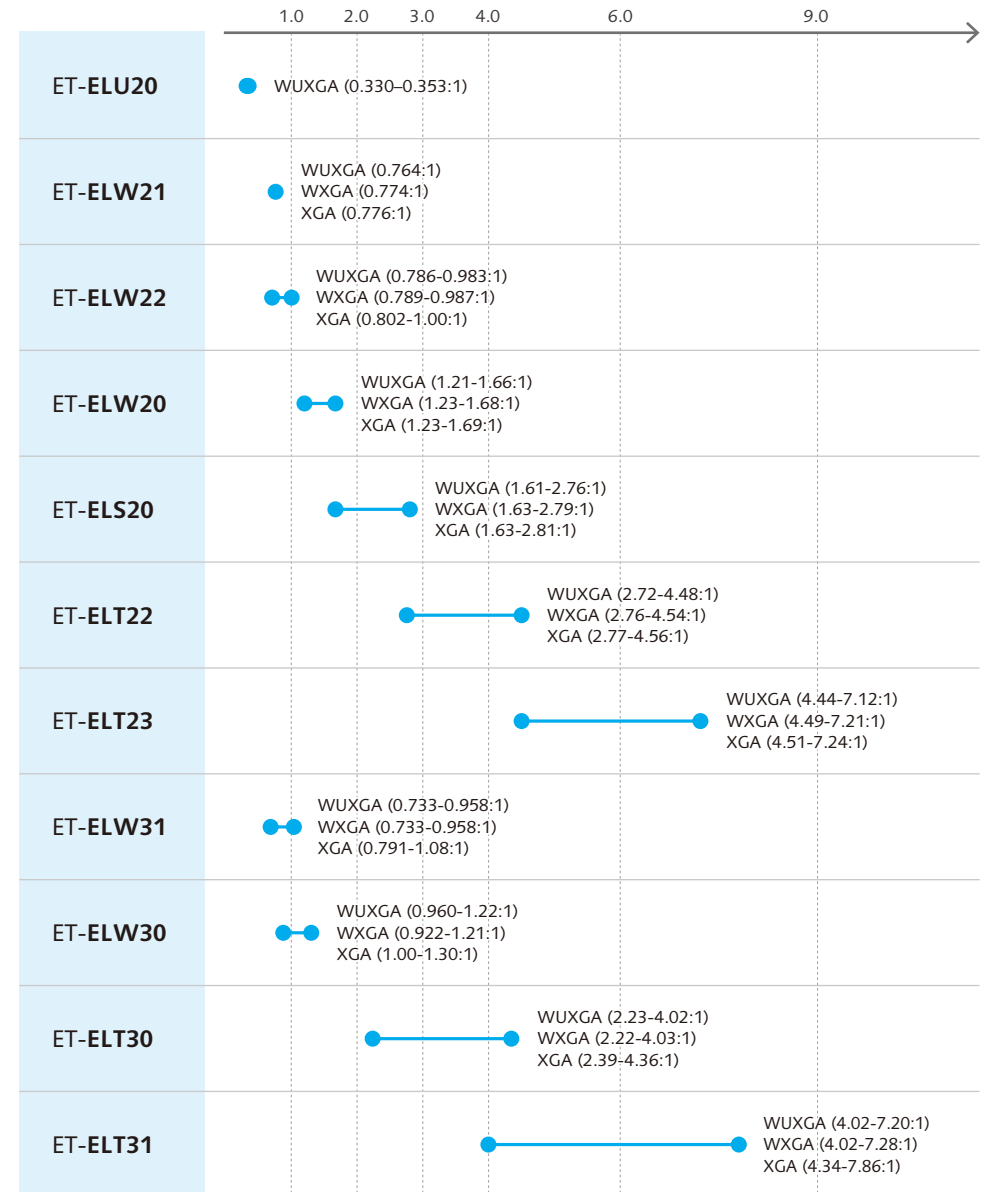 1.0 2.0 3.0 4.0 6.0 9.0
ET-ELU20
WUXGA (0.330–0.353:1)
ET-ELW21
WUXGA (0.764:1)
WXGA (0.774:1)
XGA (0.776:1)
ET-ELW22
WUXGA (0.786-0.983:1)
WXGA (0.789-0.987:1)
XGA (0.802-1.00:1)
ET-ELW20
WUXGA (1.21-1.66:1)
WXGA (1.23-1.68:1)
XGA (1.23-1.69:1)
ET-ELS20
WUXGA (1.61-2.76:1)
WXGA (1.63-2.79:1)
XGA (1.63-2.81:1)
ET-ELT22
WUXGA (2.72-4.48:1)
WXGA (2.76-4.54:1)
XGA (2.77-4.56:1)
ET-ELT23
WUXGA (4.44-7.12:1)
WXGA (4.49-7.21:1)
XGA (4.51-7.24:1)
ET-ELW31
WUXGA (0.733-0.958:1)
WXGA (0.733-0.958:1)
XGA (0.791-1.08:1)
ET-ELW30
WUXGA (0.960-1.22:1)
WXGA (0.922-1.21:1)
XGA (1.00-1.30:1)
ET-ELT30
WUXGA (2.23-4.02:1)
WXGA (2.22-4.03:1)
XGA (2.39-4.36:1)
ET-ELT31
WUXGA (4.02-7.20:1)
WXGA (4.02-7.28:1)
XGA (4.34-7.86:1)